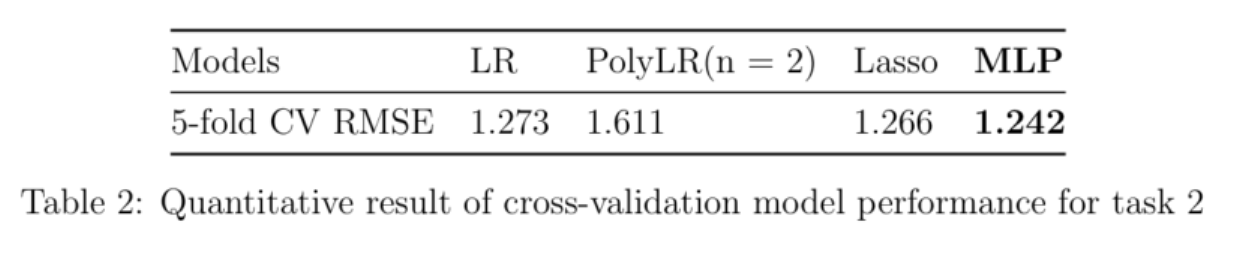 Models LR PolyLR(n = 2) Lasso MLP
5-fold CV RMSE 1.273 1.611 1.266 1.242
Table 2: Quantitative result of cross-validation model performance for task 2